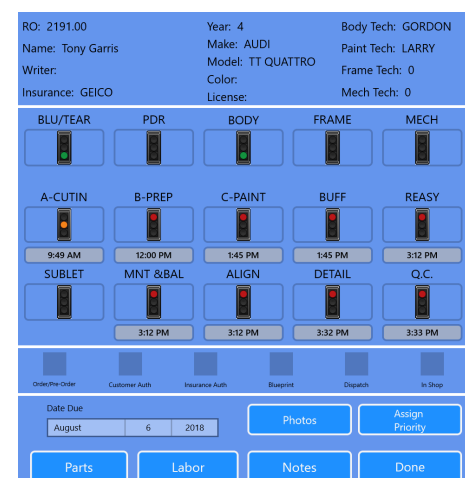 RO: 2191.00
Name: Tony Garris
Writer:
Insurance: GEICO
Year: 4
Make: AUDI
Model: TT QUATTRO
Color:
License:
Body Tech: GORDON
Paint Tech: LARRY
Frame Tech: 0
Mech Tech: 0
BLU/TEAR PDR BODY FRAME MECH
A-CUTIN B-PREP C-PAINT BUFF REASY
9:49 AM 12:00 PM 1:45 PM 1:45 PM 3:12 PM
SUBLET MNT &BAL ALIGN DETAIL Q.C.
3:12 PM 3:12 PM 3:32 PM 3:33 PM
Order/Pre-Order Customer Auth Insurance Auth Blueprint Dispatch In Shop
Date Due
August 6 2018
Photos
Assign
Priority
Parts Labor Notes Done